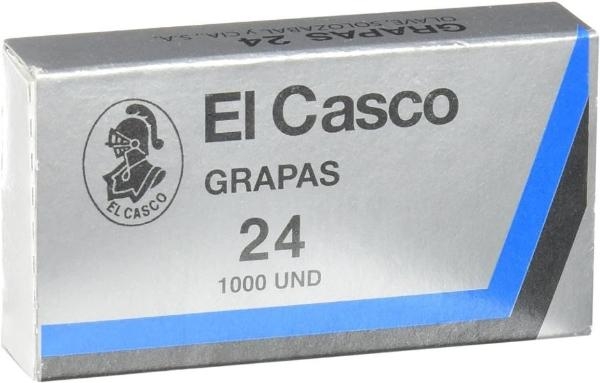 GRAPAS 24
OLAVE, SOLOZABAL Y CIA., S.A.
El Casco
EL CASCO
GRAPAS
24
1000 UND